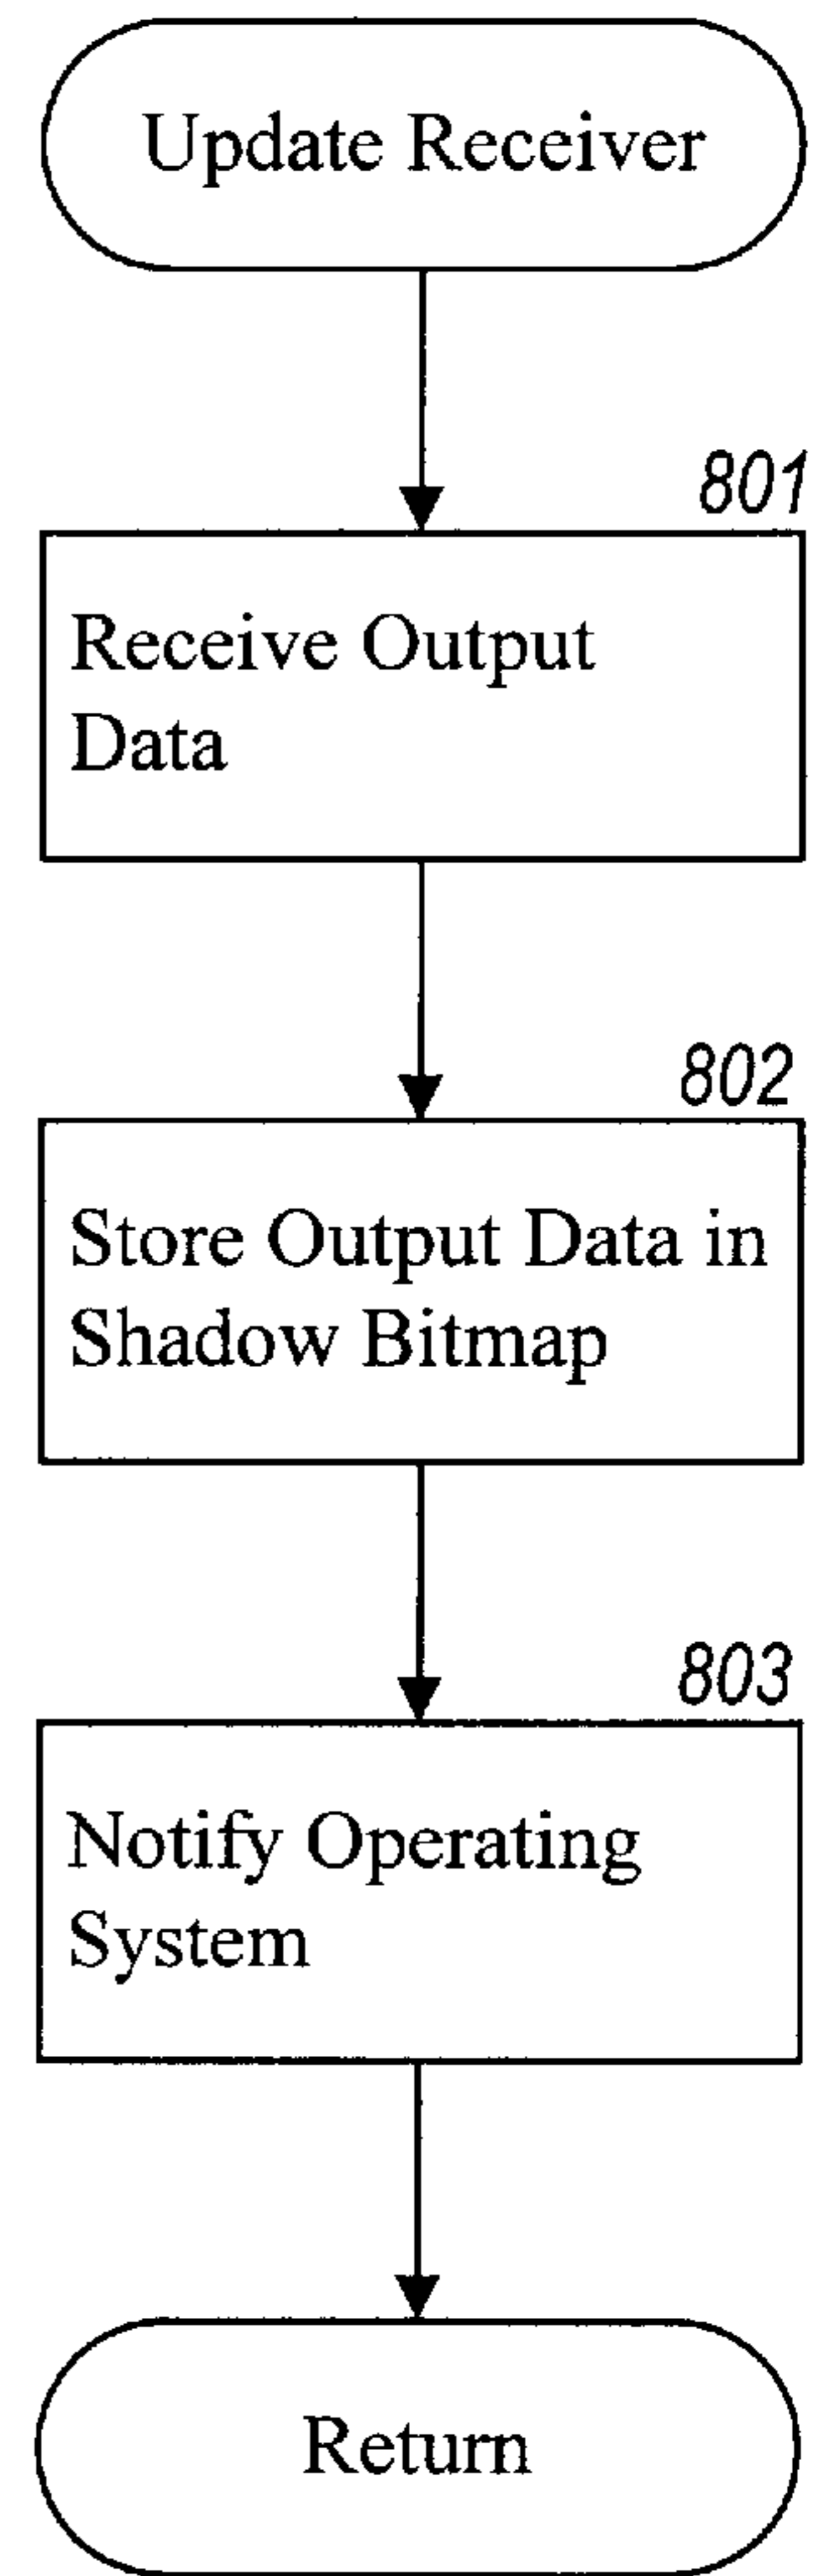 Update Receiver
801
Receive Output
Data
802
Store Output Data in
Shadow Bitmap
803
Notify Operating
System
Return